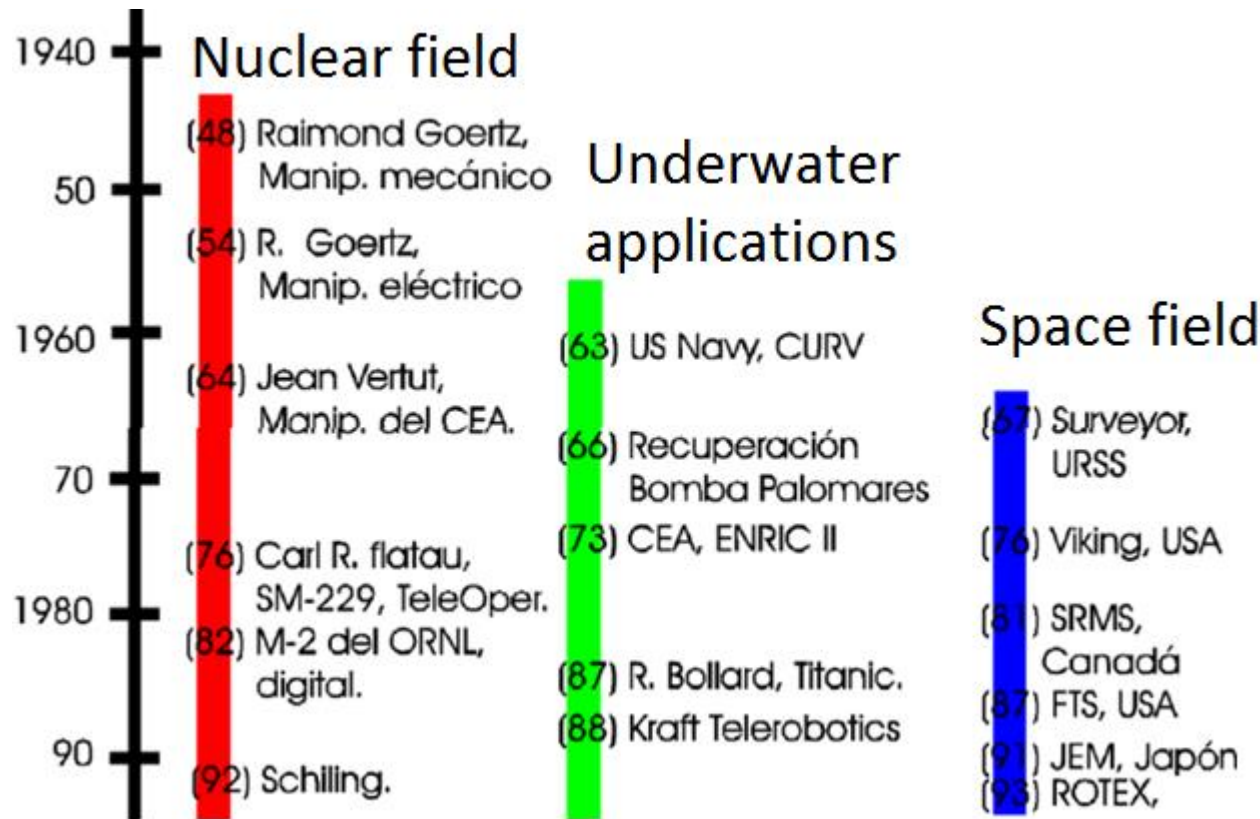 1940
50
1960
70
1980
90
Nuclear field
(48) Raimond Goertz,
Manip. mecánico
(54) R. Goertz,
Manip. eléctrico
(64) Jean Vertut,
Manip. del CEA.
(76) Carl R. flatau,
SM-229, TeleOper.
(82) M-2 del ORNL,
digital.
(92) Schiling.
Underwater
applications
(63) US Navy, CURV
(66) Recuperación
Bomba Palomares
(73) CEA, ENRIC II
(87) R. Bollard, Titanic.
(88) Kraft Telerobotics
Space field
(67) Surveyor,
URSS
(76) Viking, USA
(81) SRMS,
Canadá
(87) FTS, USA
(91) JEM, Japón
(93) ROTEX,